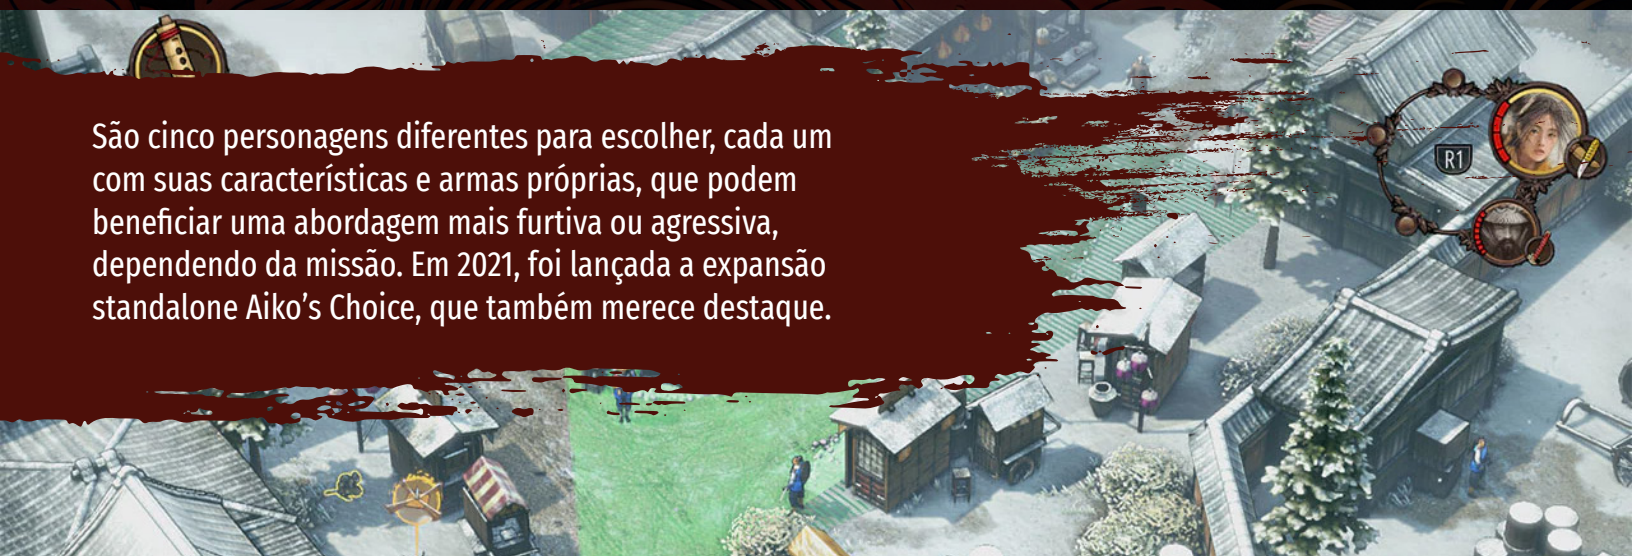 São cinco personagens diferentes para escolher, cada um
com suas características e armas próprias, que podem
beneficiar uma abordagem mais furtiva ou agressiva,
dependendo da missão. Em 2021, foi lançada a expansão
standalone Aiko’s Choice, que também merece destaque.
R1